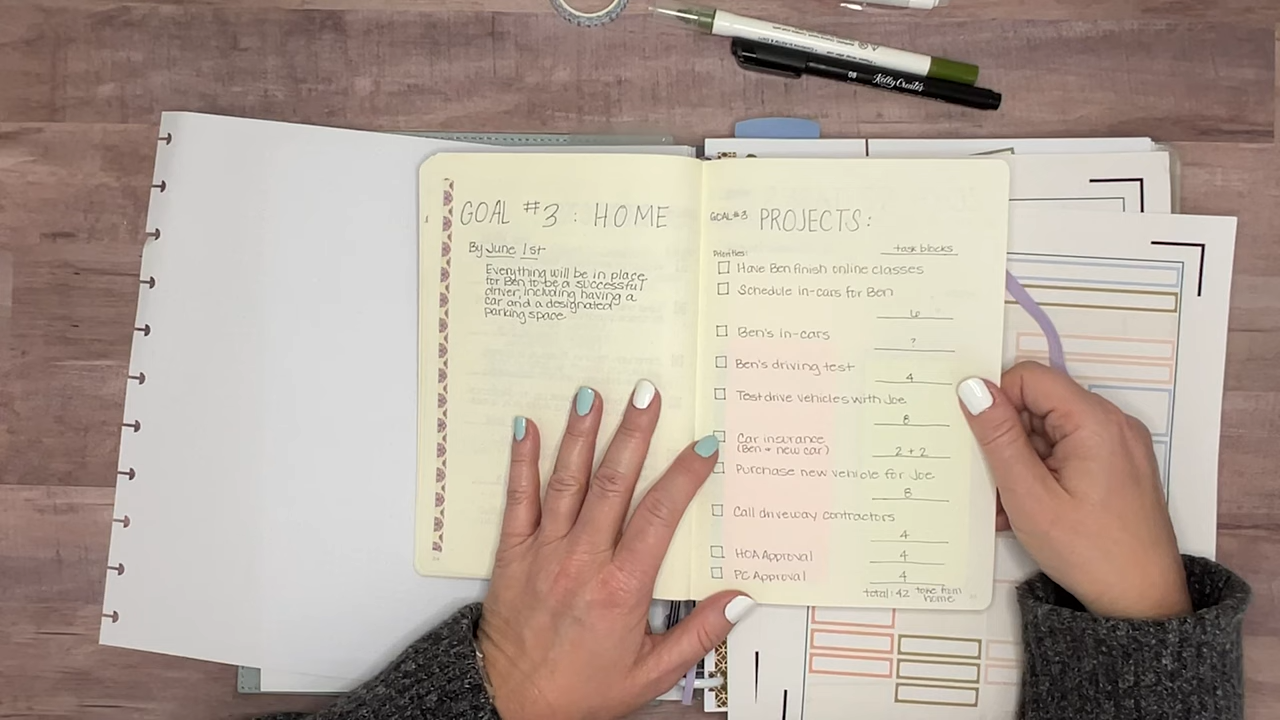 Kelly Creates
GOAL #3 : HOME
By June 1st
Everything will be in place
for Ben to be a successful
driver, including having a
car and a designated
parking space
GOAL #3 PROJECTS:
Priorities:
task blocks
Have Ben finish online classes
Schedule in-cars for Ben
6
Ben's in-cars
?
Ben's driving test
4
Test drive vehicles with Joe
8
Car insurance
(Ben + new car)
2 + 2
Purchase new vehicle for Joe
8
Call driveway contractors
4
HOA Approval
4
PC Approval
4
total: 42 take from
home